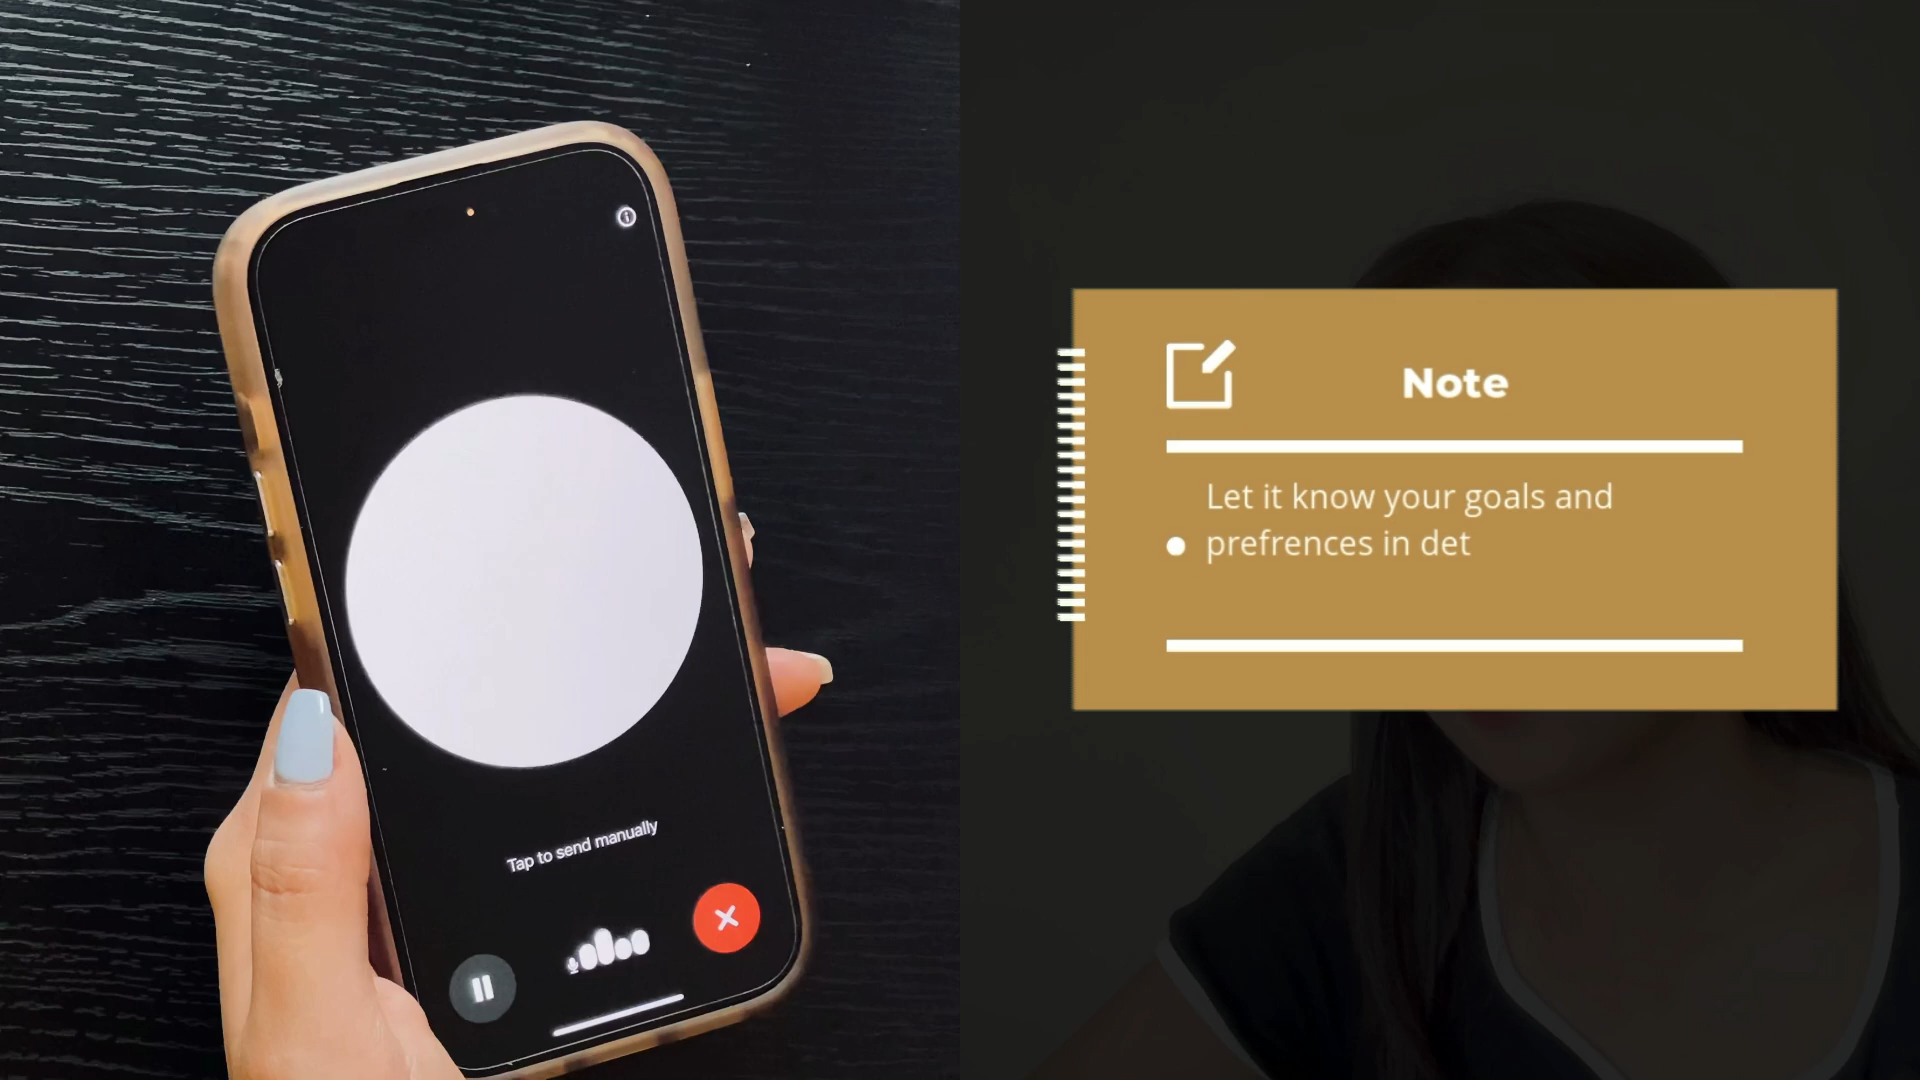 Tap to send manually
Note
Let it know your goals and
prefrences in det